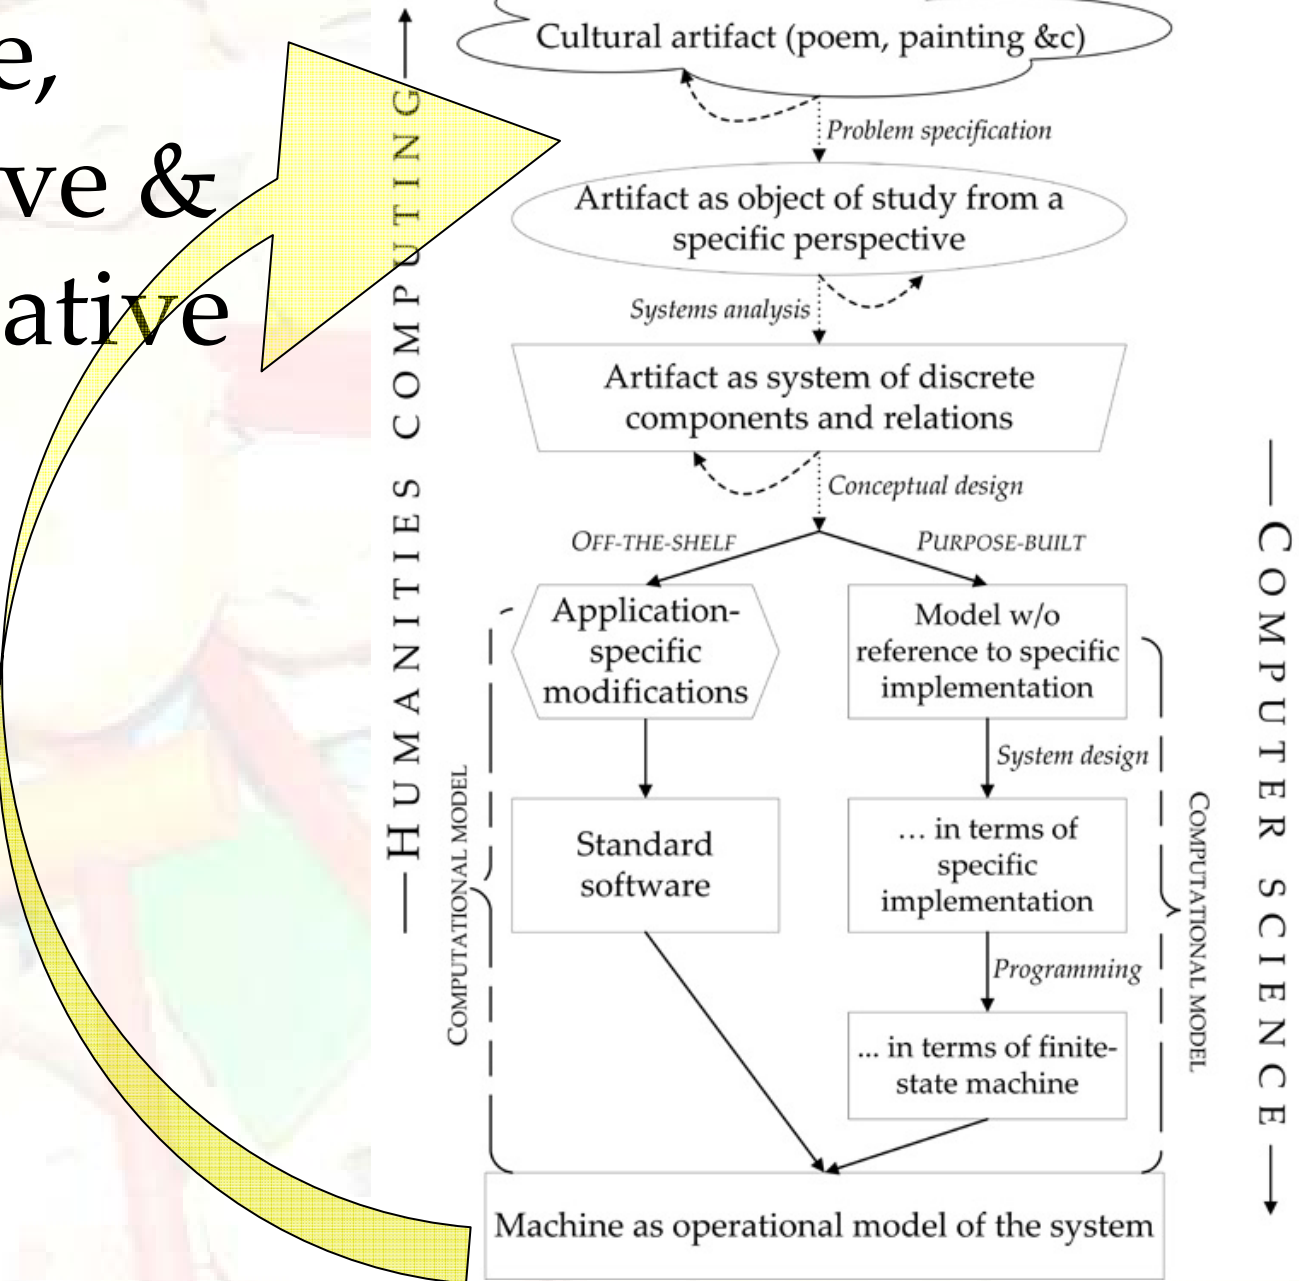 e,
ve &
ative
HUMANITIES COMPUTING
Cultural artifact (poem, painting &c)
Problem specification
Artifact as object of study from a
specific perspective
Systems analysis
Artifact as system of discrete
components and relations
Conceptual design
OFF-THE-SHELF
PURPOSE-BUILT
Application-
specific
modifications
Model w/o
reference to specific
implementation
System design
Standard
software
… in terms of
specific
implementation
Programming
... in terms of finite-
state machine
COMPUTATIONAL MODEL
COMPUTATIONAL MODEL
COMPUTER SCIENCE
Machine as operational model of the system